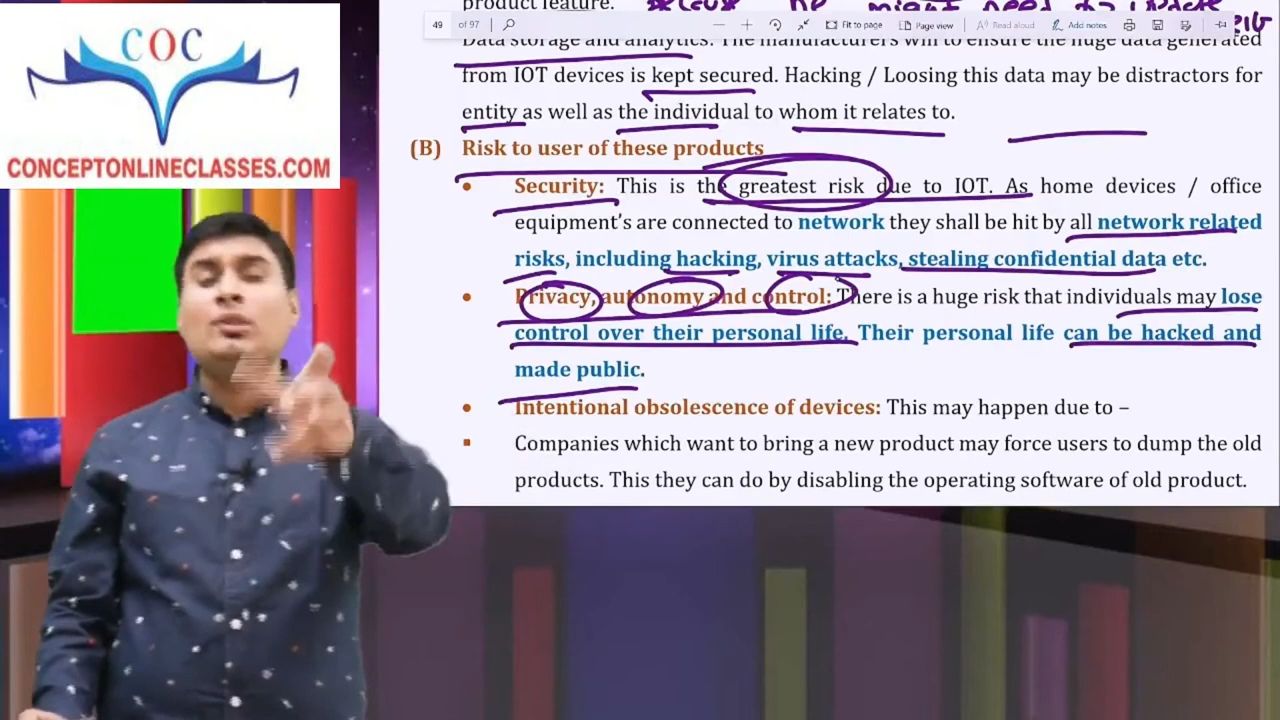 COC
CONCEPTONLINECLASSES.COM
product feature.
he might need to update
49 of 97
Fit to page
Page view
Read aloud
Add notes
Data storage and analytics: The manufacturers will to ensure the huge data generated
from IOT devices is kept secured. Hacking / Loosing this data may be distractors for
entity as well as the individual to whom it relates to.
(B) Risk to user of these products
• Security: This is the greatest risk due to IOT. As home devices / office
equipment's are connected to network they shall be hit by all network related
risks, including hacking, virus attacks, stealing confidential data etc.
• Privacy, autonomy and control: There is a huge risk that individuals may lose
control over their personal life. Their personal life can be hacked and
made public.
• Intentional obsolescence of devices: This may happen due to –
▪ Companies which want to bring a new product may force users to dump the old
products. This they can do by disabling the operating software of old product.